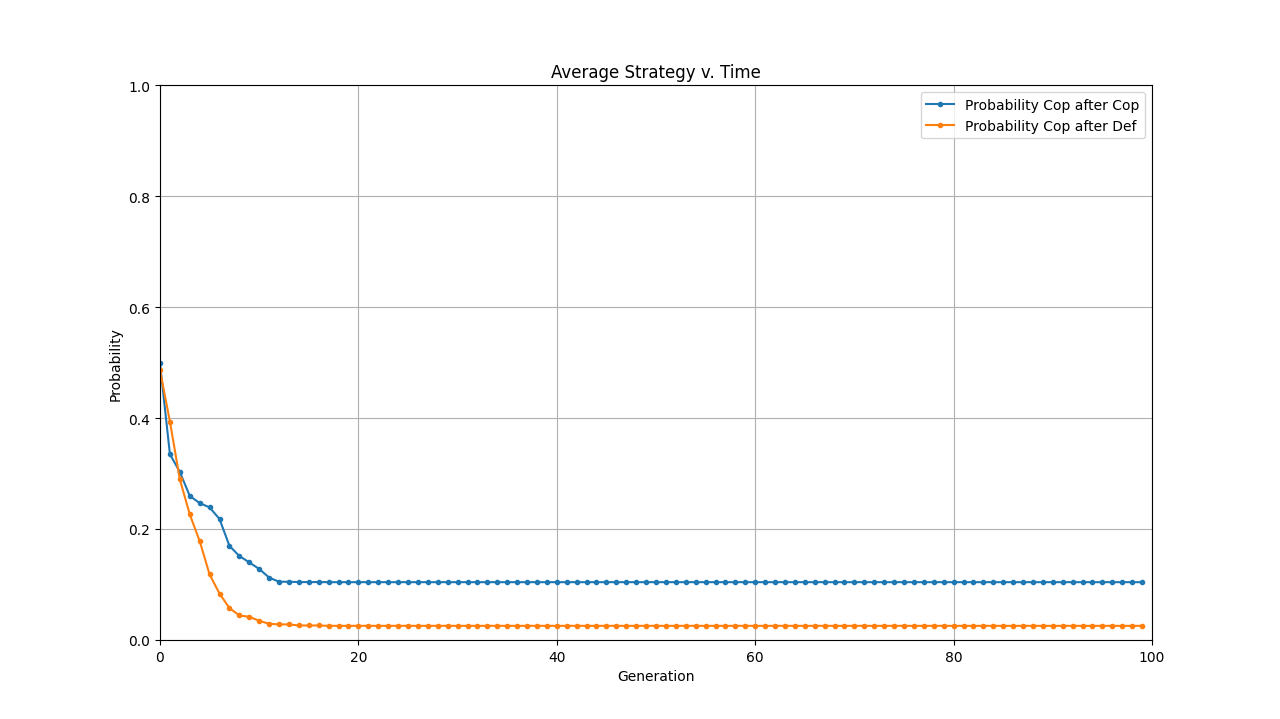 Average Strategy v. Time
Probability Cop after Cop
Probability Cop after Def
Probability
1.0
0.8
0.6
0.4
0.2
0.0
0 20 40 60 80 100
Generation